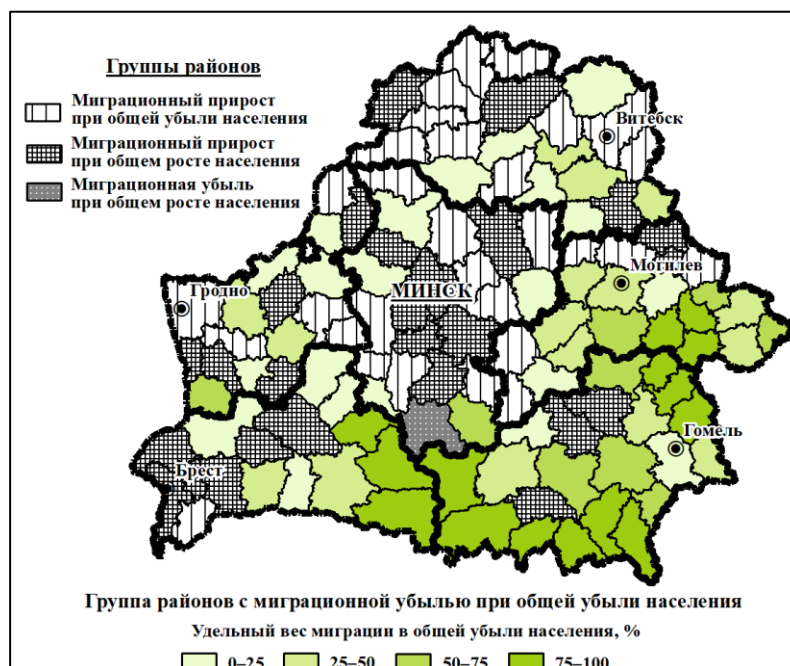 Группы районов
Миграционный прирост
при общей убыли населения
Миграционный прирост
при общем росте населения
Миграционная убыль
при общем росте населения
Витебск
Могилев
Гродно
МИНСК
Гомель
Брест
Группа районов с миграционной убылью при общей убыли населения
Удельный вес миграции в общей убыли населения, %
0–25 25–50 50–75 75–100